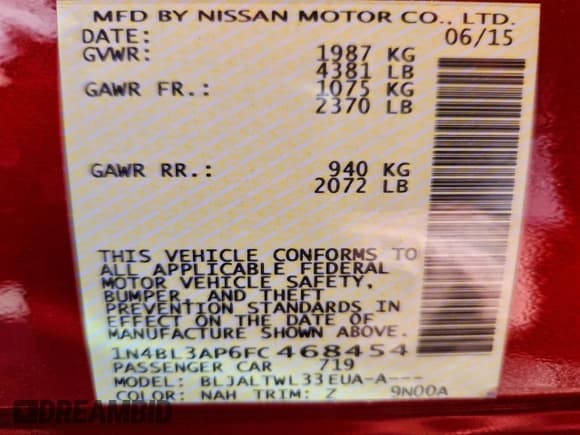 MFD BY NISSAN MOTOR CO., LTD.
DATE: 06/15
GVWR: 1987 KG
4381 LB
GAWR FR.: 1075 KG
2370 LB
GAWR RR.: 940 KG
2072 LB
THIS VEHICLE CONFORMS TO
ALL APPLICABLE FEDERAL
MOTOR VEHICLE SAFETY,
BUMPER, AND THEFT
PREVENTION STANDARDS IN
EFFECT ON THE DATE OF
MANUFACTURE SHOWN ABOVE.
1N4BL3AP6FC468454
PASSENGER CAR 719
MODEL: BLJALTWL33EUA-A---
COLOR: NAH TRIM: Z 9N00A
DREAMBID